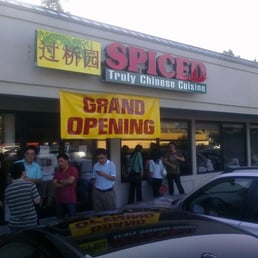 过桥园
SPICED
Truly Chinese Cuisine
GRAND
OPENING